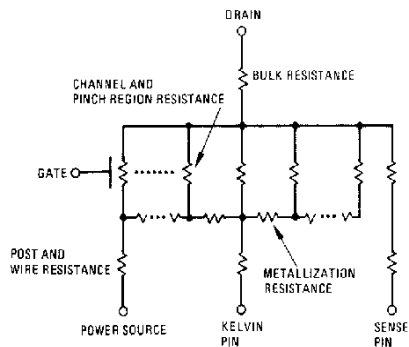 DRAIN
BULK RESISTANCE
CHANNEL AND
PINCH REGION RESISTANCE
GATE
POST AND
WIRE RESISTANCE
METALLIZATION
RESISTANCE
POWER SOURCE
KELVIN
PIN
SENSE
PIN